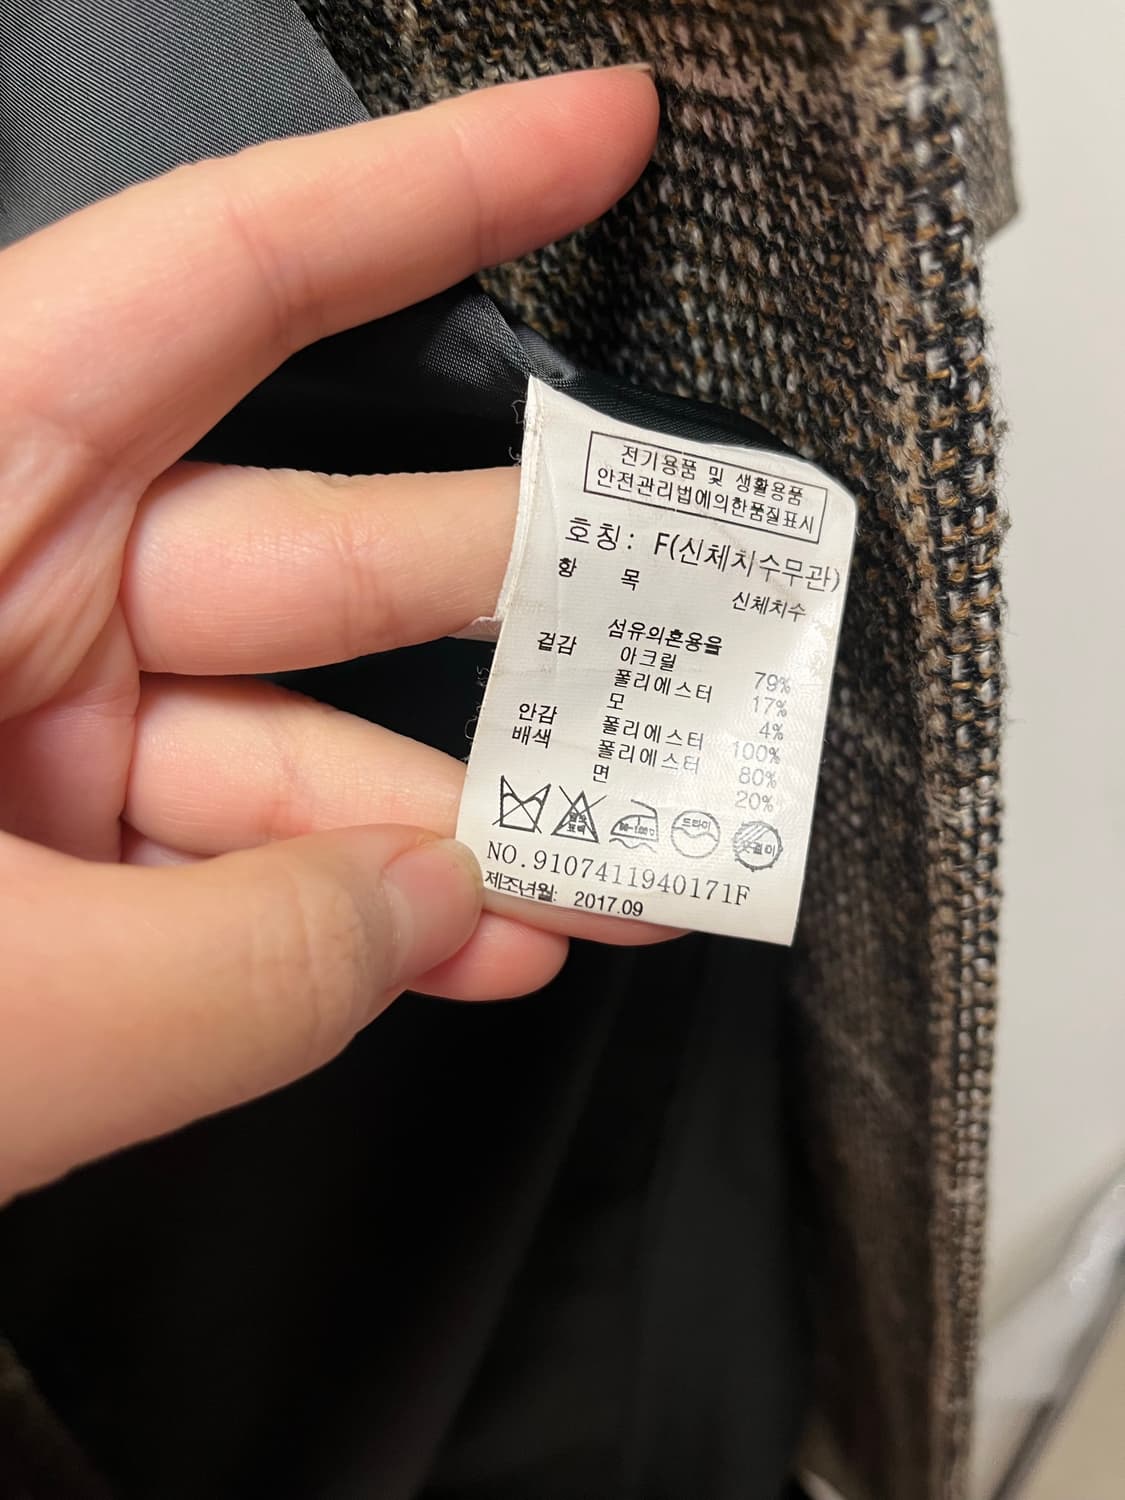 전기용품 및 생활용품
안전관리법에의한품질표시
호칭: F(신체치수무관)
항 목 신체치수
섬유의혼용율
겉감 아크릴 79%
폴리에스터 17%
모 4%
안감 폴리에스터 100%
배색 폴리에스터 80%
면 20%
드라이
NO.9107411940171F
제조년월: 2017.09